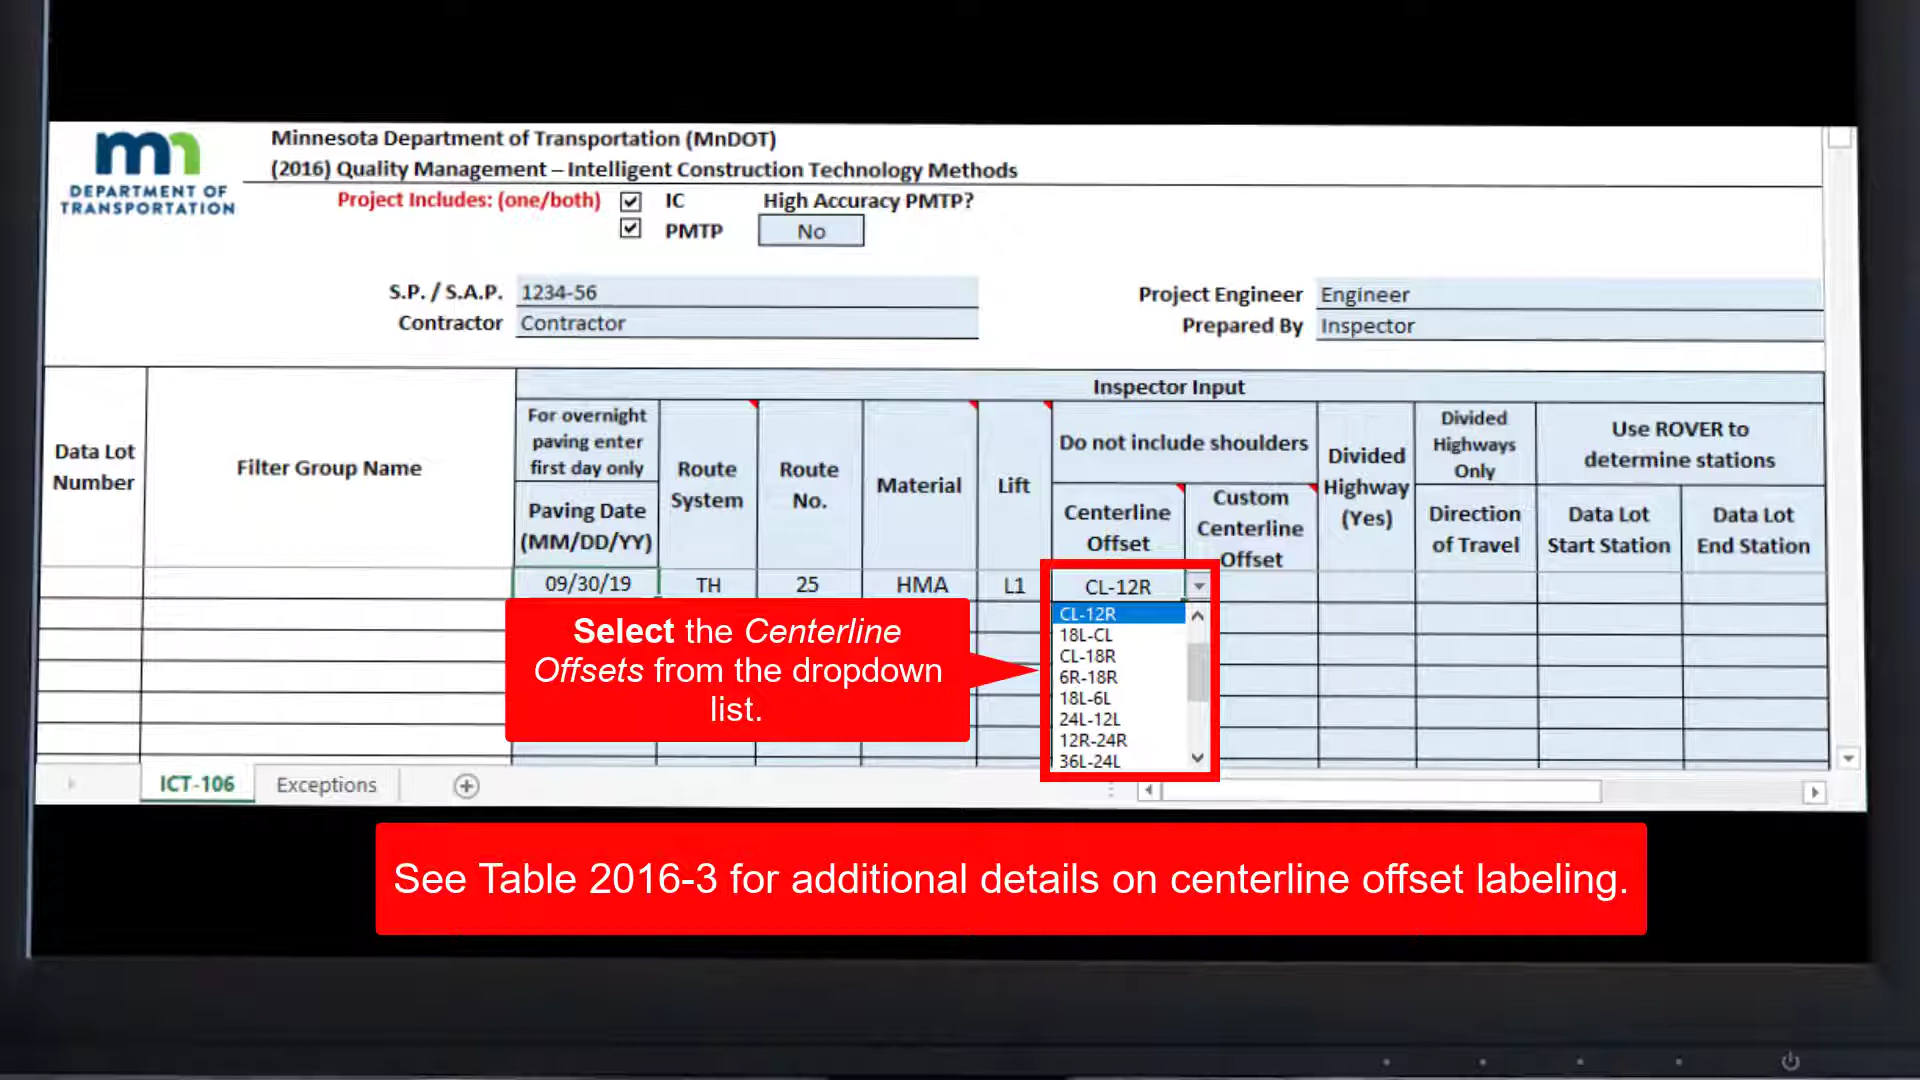 Minnesota Department of Transportation (MnDOT)
(2016) Quality Management – Intelligent Construction Technology Methods
mn
DEPARTMENT OF
TRANSPORTATION
Project Includes: (one/both)
IC
High Accuracy PMTP?
PMTP
No
S.P. / S.A.P. 1234-56
Contractor Contractor
Project Engineer Engineer
Prepared By Inspector
Inspector Input
Data Lot
Number
Filter Group Name
For overnight
paving enter
first day only
Paving Date
(MM/DD/YY)
Route
System
Route
No.
Material
Lift
Do not include shoulders
Centerline
Offset
Custom
Centerline
Offset
Divided
Highway
(Yes)
Divided
Highways
Only
Direction
of Travel
Use ROVER to
determine stations
Data Lot
Start Station
Data Lot
End Station
09/30/19 TH 25 HMA L1 CL-12R
CL-12R
18L-CL
CL-18R
6R-18R
18L-6L
24L-12L
12R-24R
36L-24L
Select the Centerline
Offsets from the dropdown
list.
ICT-106 Exceptions
See Table 2016-3 for additional details on centerline offset labeling.